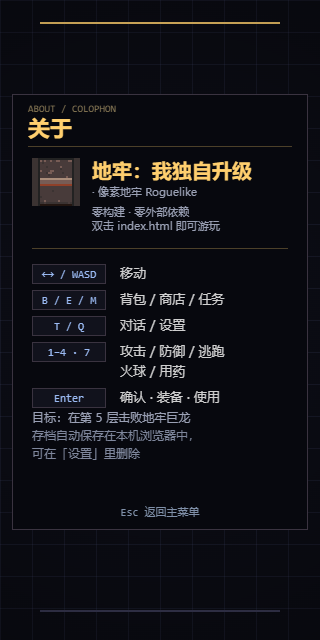 ABOUT / COLOPHON
关于
地牢：我独自升级
· 像素地牢 Roguelike
零构建 · 零外部依赖
双击 index.html 即可游玩
↔ / WASD 移动
B / E / M 背包 / 商店 / 任务
T / Q 对话 / 设置
1–4 · 7 攻击 / 防御 / 逃跑
火球 / 用药
Enter 确认 · 装备 · 使用
目标：在第 5 层击败地牢巨龙
存档自动保存在本机浏览器中，
可在「设置」里删除
Esc 返回主菜单